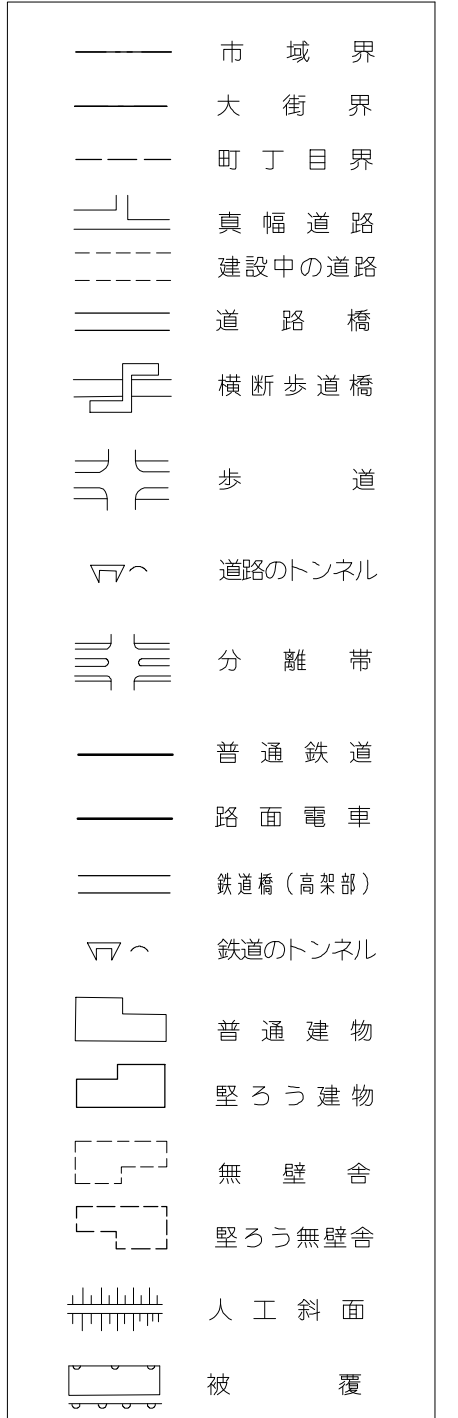 市域界
大街界
町丁目界
真幅道路
建設中の道路
道路橋
横断歩道橋
歩道
道路のトンネル
分離帯
普通鉄道
路面電車
鉄道橋(高架部)
鉄道のトンネル
普通建物
堅ろう建物
無壁舎
堅ろう無壁舎
人工斜面
被覆